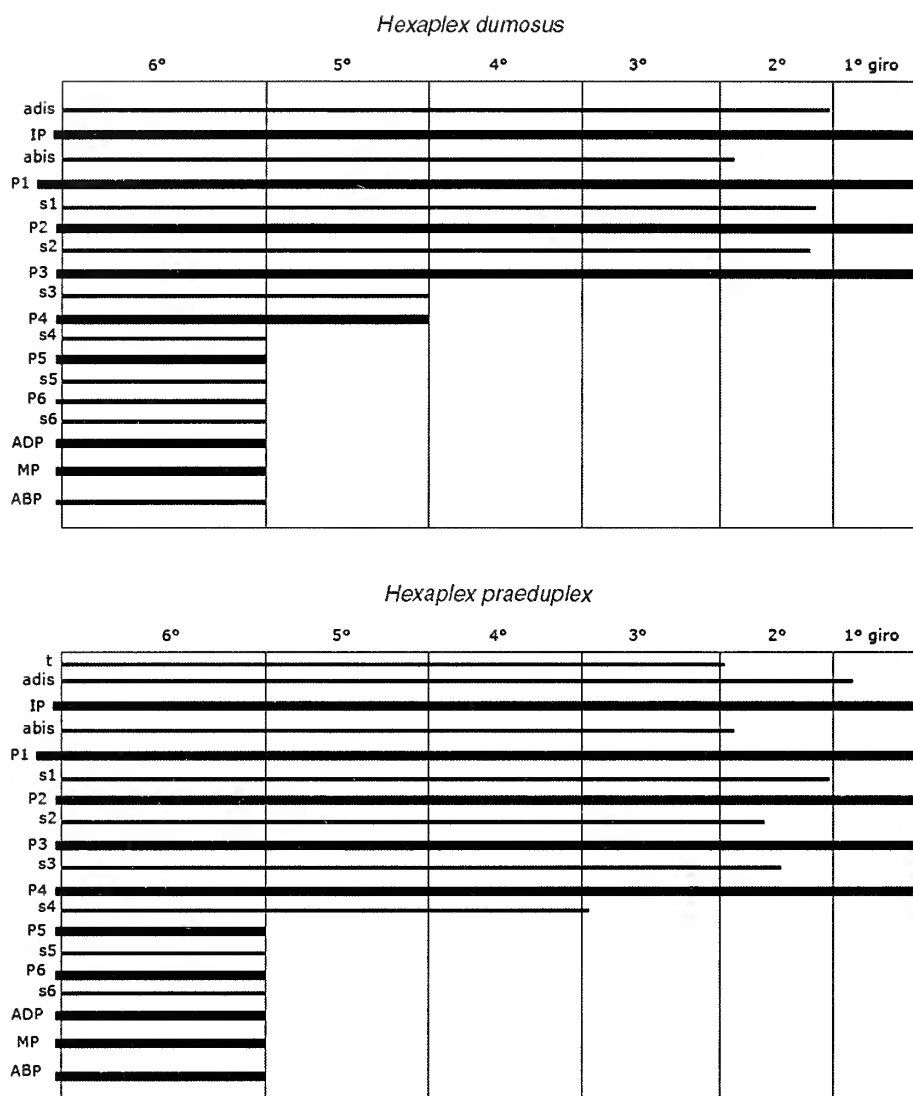 Hexaplex dumosus
6° 5° 4° 3° 2° 1° giro
adis
IP
abis
P1
s1
P2
s2
P3
s3
P4
s4
P5
s5
P6
s6
ADP
MP
ABP
Hexaplex praeduplex
6° 5° 4° 3° 2° 1° giro
t
adis
IP
abis
P1
s1
P2
s2
P3
s3
P4
s4
P5
s5
P6
s6
ADP
MP
ABP